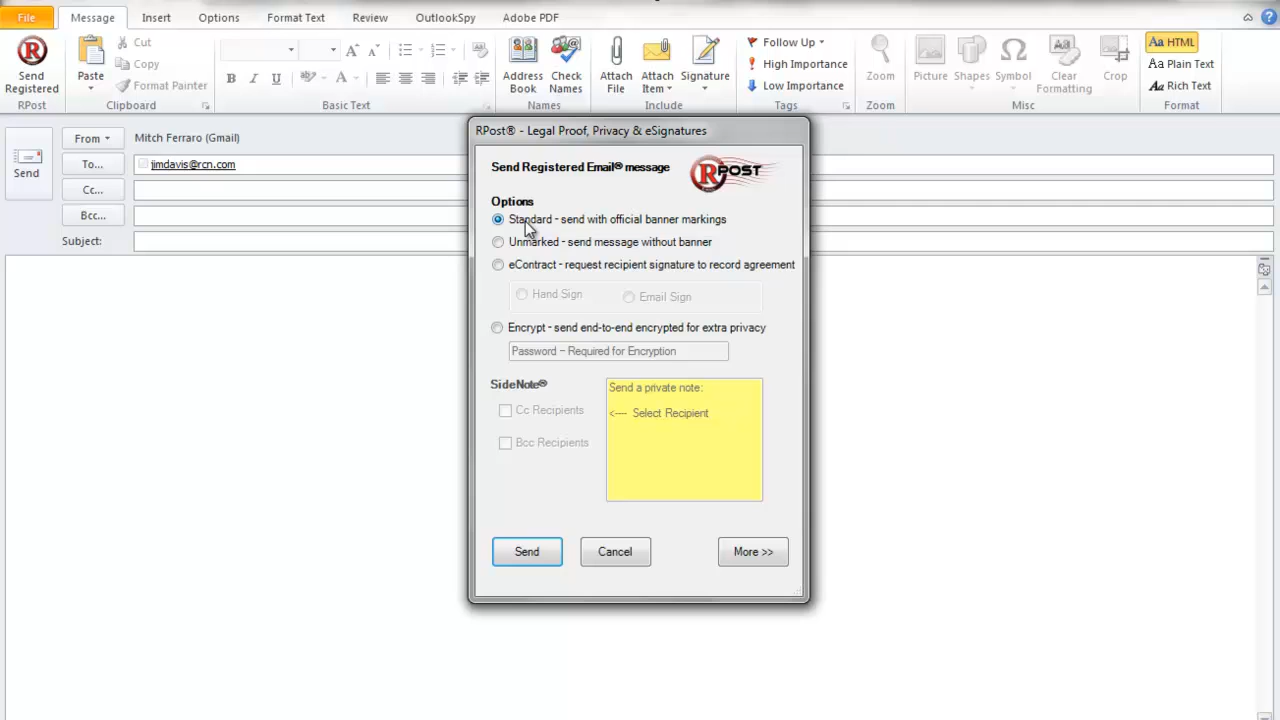 File Message Insert Options Format Text Review OutlookSpy Adobe PDF
Send Registered
RPost
Paste
Cut
Copy
Format Painter
Clipboard
B I U
Basic Text
Address Book
Check Names
Names
Attach File
Attach Item
Signature
Include
Follow Up
High Importance
Low Importance
Tags
Zoom
Zoom
Picture
Shapes
Symbol
Clear Formatting
Crop
Misc
Aa HTML
Aa Plain Text
Aa Rich Text
Format
Send
From Mitch Ferraro (Gmail)
To... jimdavis@rcn.com
Cc...
Bcc...
Subject:
RPost® - Legal Proof, Privacy & eSignatures
Send Registered Email® message
RPOST
Options
Standard - send with official banner markings
Unmarked - send message without banner
eContract - request recipient signature to record agreement
Hand Sign Email Sign
Encrypt - send end-to-end encrypted for extra privacy
Password – Required for Encryption
SideNote®
Cc Recipients
Bcc Recipients
Send a private note:
<---- Select Recipient
Send Cancel More >>